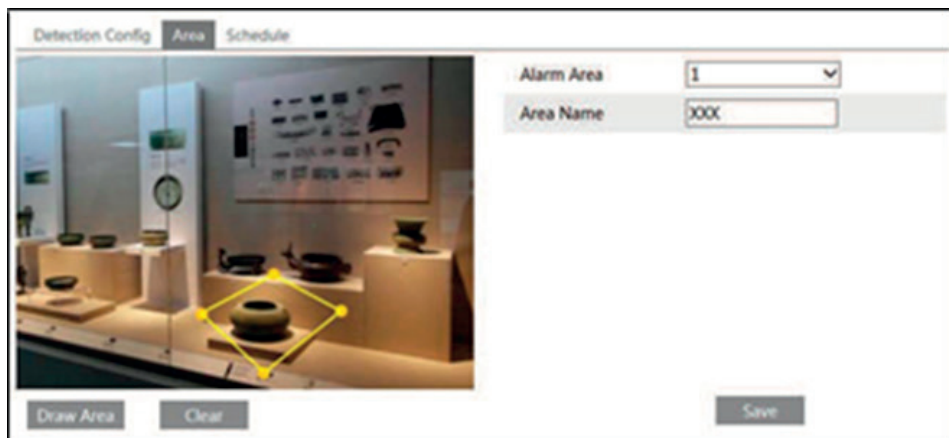 Detection Config Area Schedule
Alarm Area 1
Area Name XXX
Draw Area Clear Save